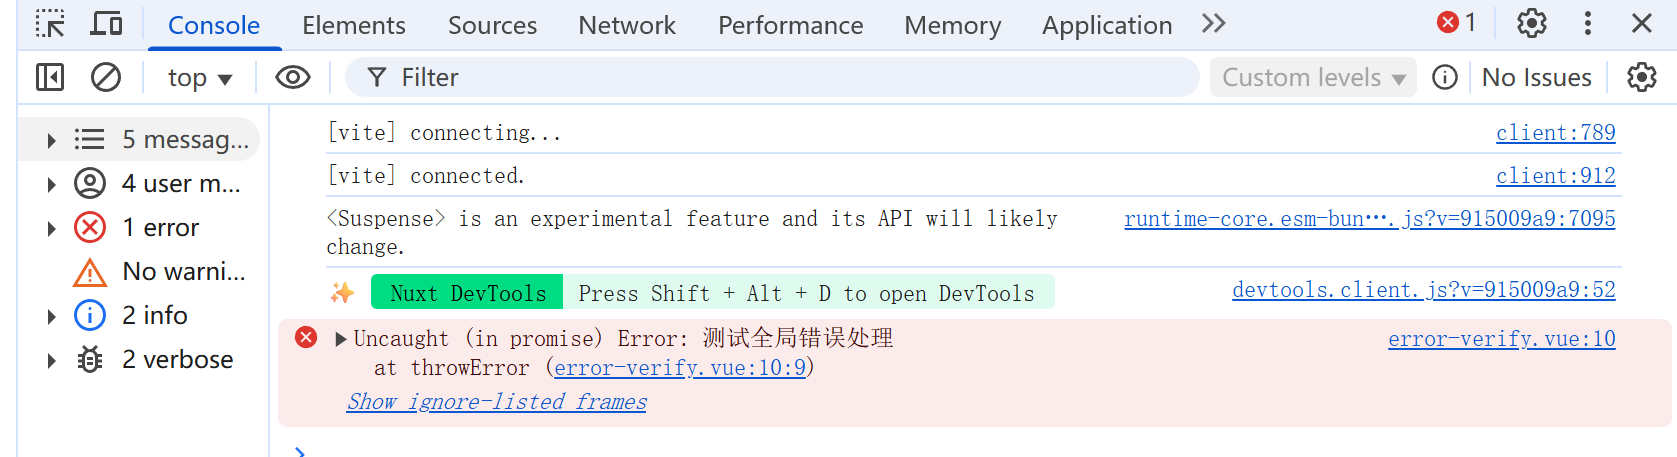 Console Elements Sources Network Performance Memory Application 1
top Filter Custom levels No Issues
5 messag...
4 user m...
1 error
No warni...
2 info
2 verbose
[vite] connecting... client:789
[vite] connected. client:912
<Suspense> is an experimental feature and its API will likely runtime-core.esm-bun….js?v=915009a9:7095
change.
Nuxt DevTools Press Shift + Alt + D to open DevTools devtools.client.js?v=915009a9:52
Uncaught (in promise) Error: 测试全局错误处理 error-verify.vue:10
at throwError (error-verify.vue:10:9)
Show ignore-listed frames